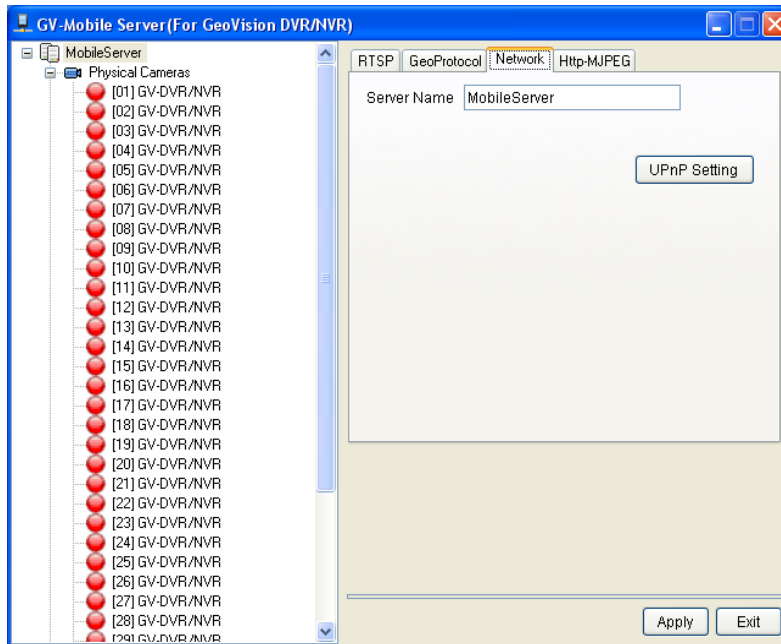 GV-Mobile Server(For GeoVision DVR/NVR)
MobileServer
Physical Cameras
[01] GV-DVR/NVR
[02] GV-DVR/NVR
[03] GV-DVR/NVR
[04] GV-DVR/NVR
[05] GV-DVR/NVR
[06] GV-DVR/NVR
[07] GV-DVR/NVR
[08] GV-DVR/NVR
[09] GV-DVR/NVR
[10] GV-DVR/NVR
[11] GV-DVR/NVR
[12] GV-DVR/NVR
[13] GV-DVR/NVR
[14] GV-DVR/NVR
[15] GV-DVR/NVR
[16] GV-DVR/NVR
[17] GV-DVR/NVR
[18] GV-DVR/NVR
[19] GV-DVR/NVR
[20] GV-DVR/NVR
[21] GV-DVR/NVR
[22] GV-DVR/NVR
[23] GV-DVR/NVR
[24] GV-DVR/NVR
[25] GV-DVR/NVR
[26] GV-DVR/NVR
[27] GV-DVR/NVR
[28] GV-DVR/NVR
[29] GV-DVR/NVR
RTSP GeoProtocol Network Http-MJPEG
Server Name MobileServer
UPnP Setting
Apply Exit